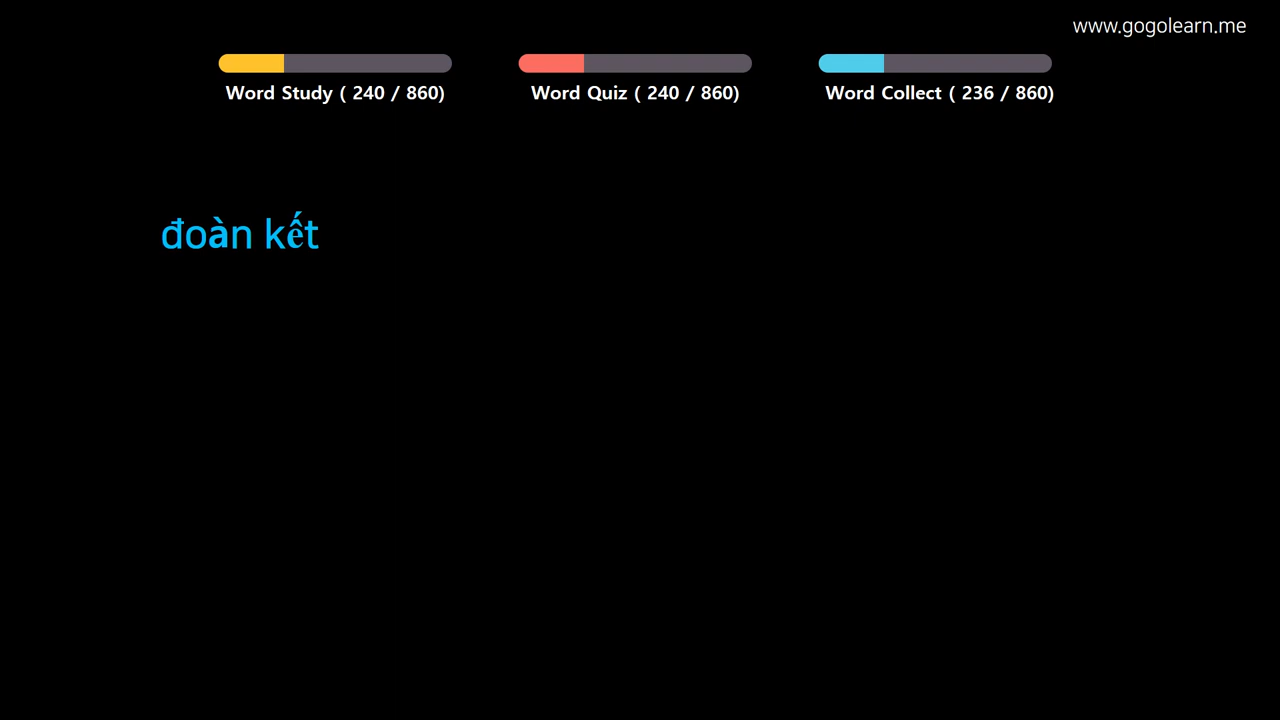 www.gogolearn.me
Word Study ( 240 / 860)
Word Quiz ( 240 / 860)
Word Collect ( 236 / 860)
đoàn kết